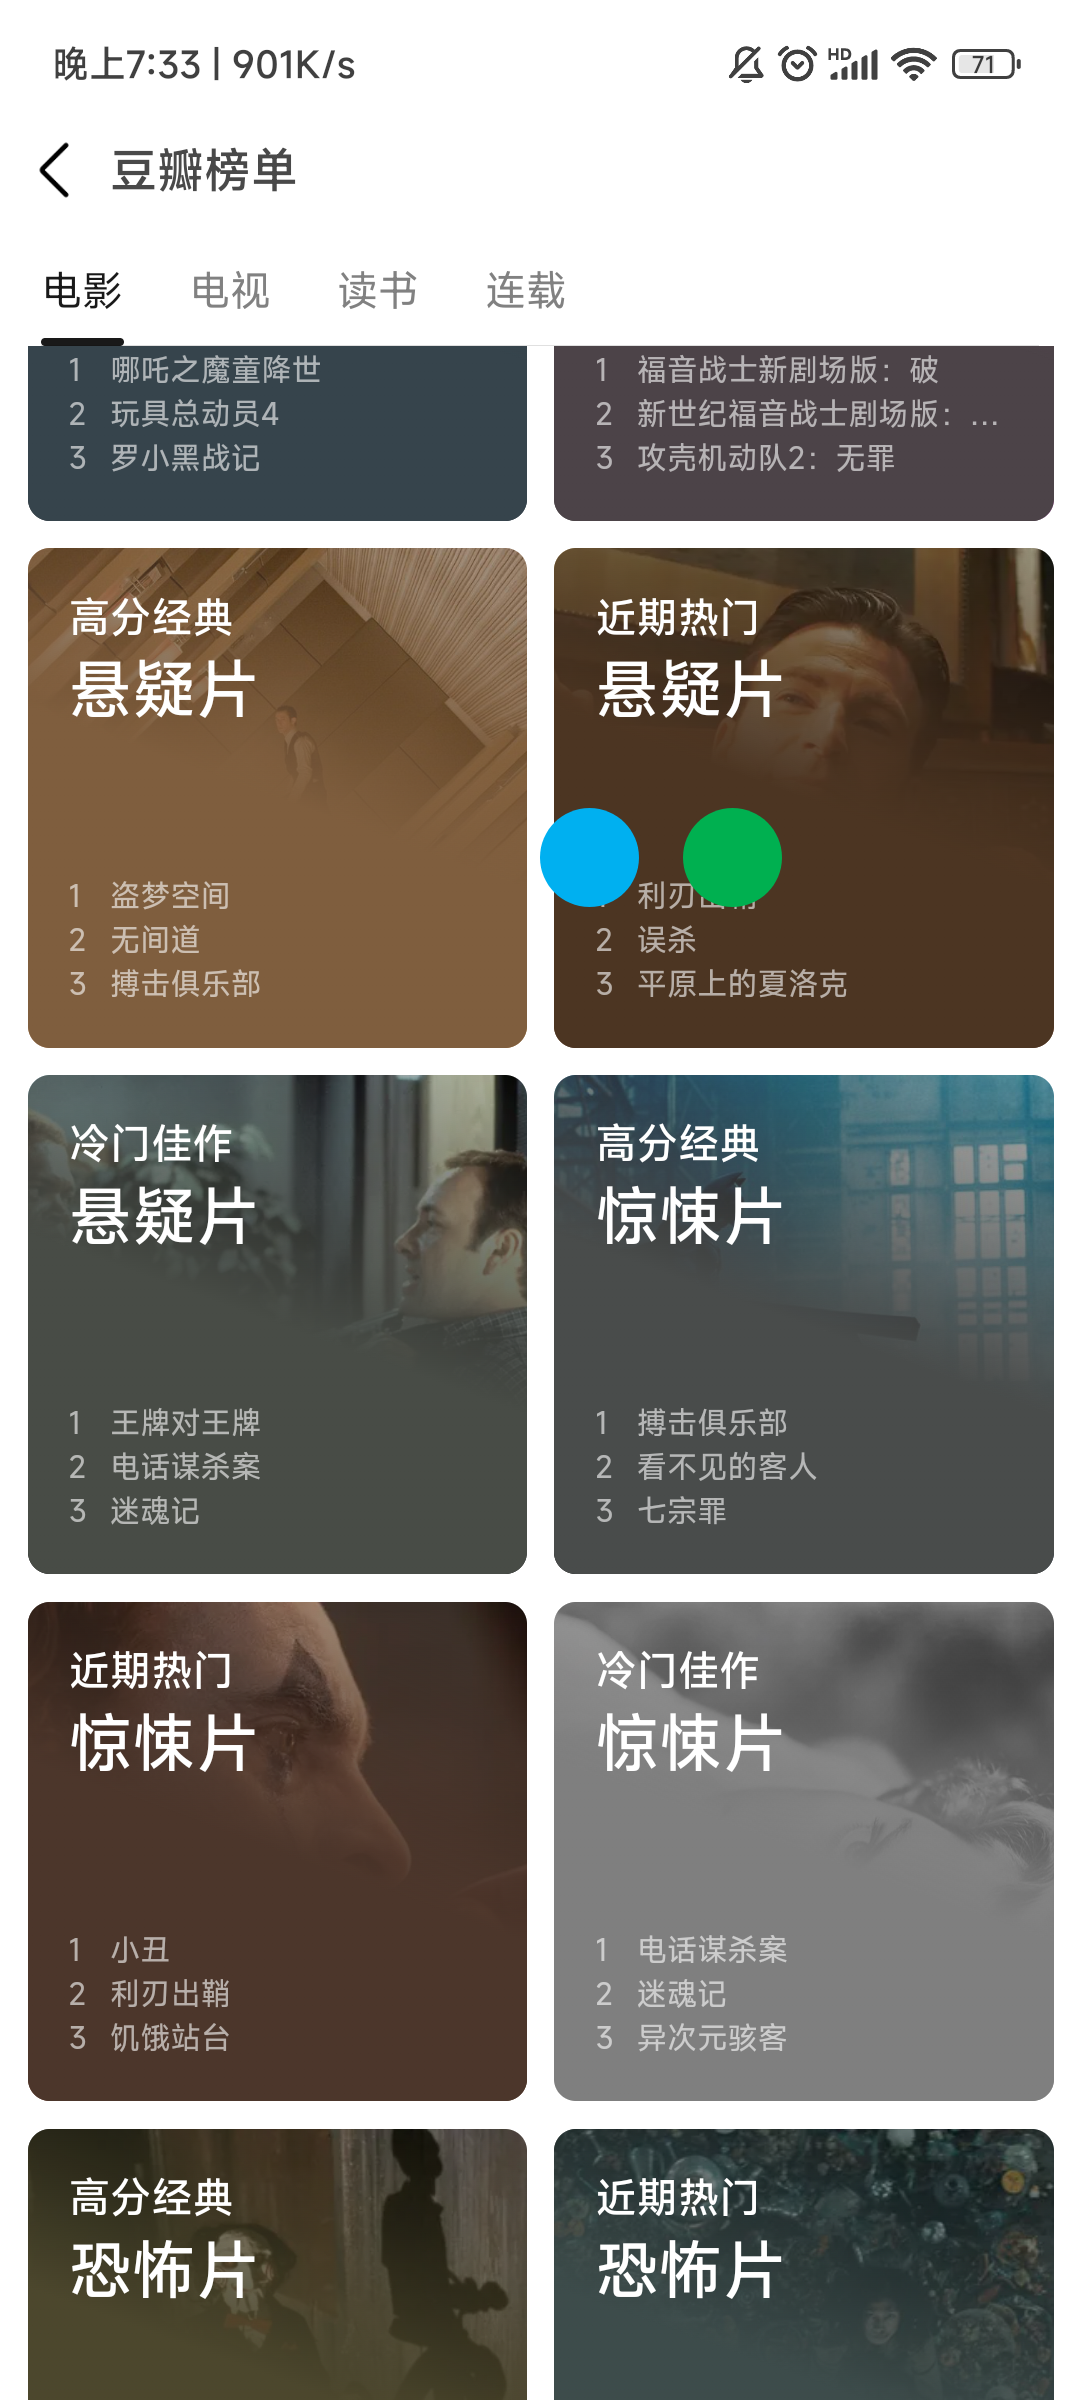 晚上7:33 | 901K/s
HD
71
豆瓣榜单
电影 电视 读书 连载
1 哪吒之魔童降世
2 玩具总动员4
3 罗小黑战记
1 福音战士新剧场版：破
2 新世纪福音战士剧场版：...
3 攻壳机动队2：无罪
高分经典
悬疑片
1 盗梦空间
2 无间道
3 搏击俱乐部
近期热门
悬疑片
利刃
2 误杀
3 平原上的夏洛克
冷门佳作
悬疑片
1 王牌对王牌
2 电话谋杀案
3 迷魂记
高分经典
惊悚片
1 搏击俱乐部
2 看不见的客人
3 七宗罪
近期热门
惊悚片
1 小丑
2 利刃出鞘
3 饥饿站台
冷门佳作
惊悚片
1 电话谋杀案
2 迷魂记
3 异次元骇客
高分经典
恐怖片
近期热门
恐怖片